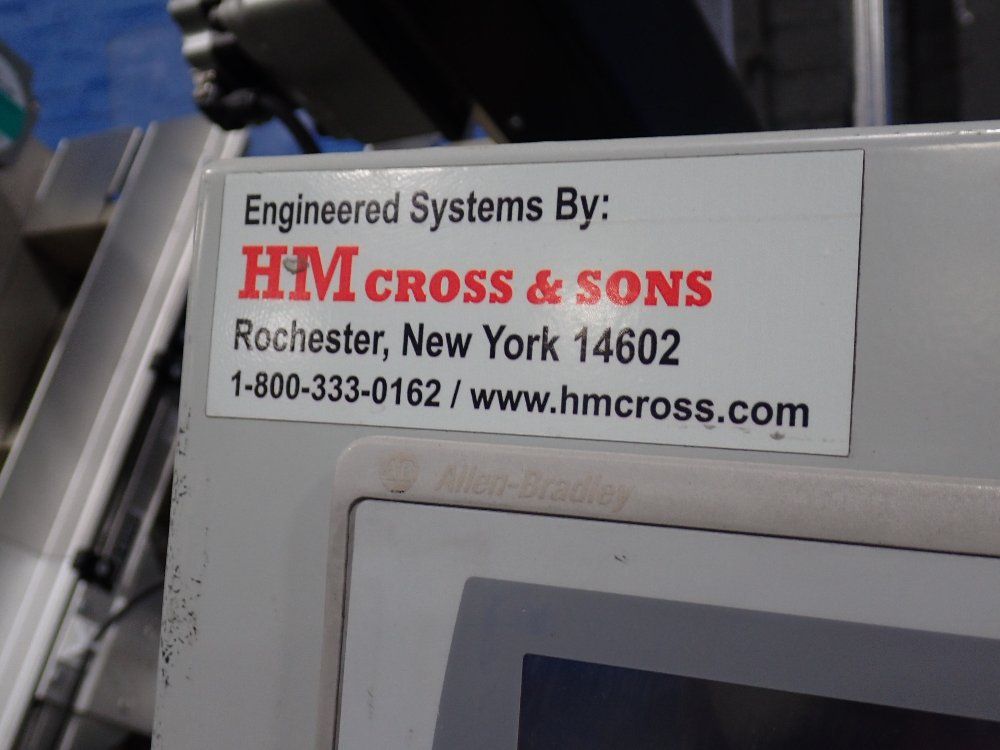 Engineered Systems By:
HM CROSS & SONS
Rochester, New York 14602
1-800-333-0162 / www.hmcross.com
Allen-Bradley